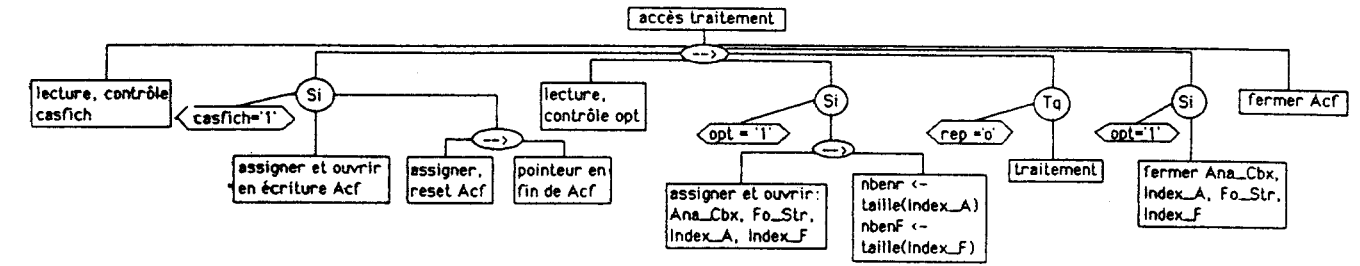 accès traitement
-->
lecture, contrôle
casfich
Si
casfich='1'
assigner et ouvrir
en écriture Acf
-->
assigner,
reset Acf
pointeur en
fin de Acf
lecture,
contrôle opt
Si
opt = '1'
-->
assigner et ouvrir:
Ana_Cbx, Fo_Str,
Index_A, Index_F
nbenr <-
taille(Index_A)
nbenF <-
taille(Index_F)
Tq
rep ='o'
traitement
Si
opt='1'
fermer Ana_Cbx,
Index_A, Fo_Str,
Index_F
fermer Acf